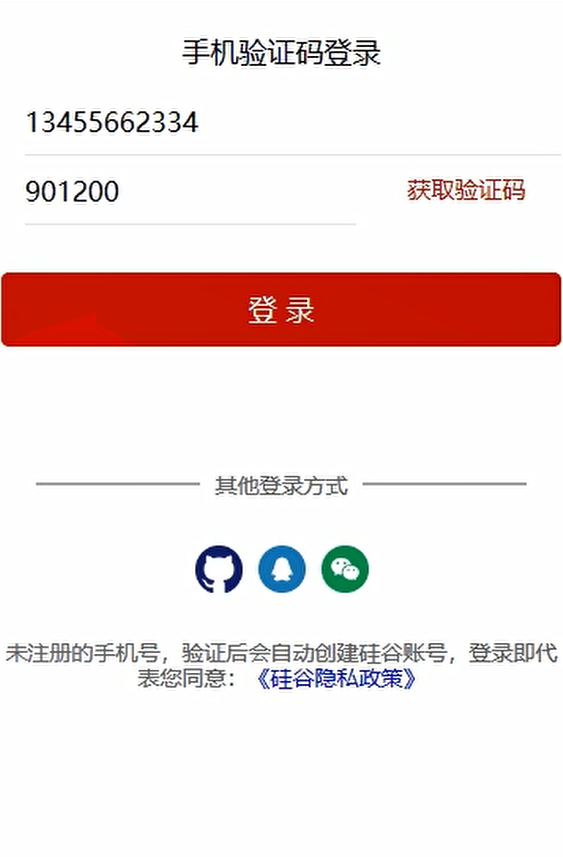 手机验证码登录
13455662334
901200
获取验证码
登 录
其他登录方式
未注册的手机号，验证后会自动创建硅谷账号，登录即代
表您同意：《硅谷隐私政策》